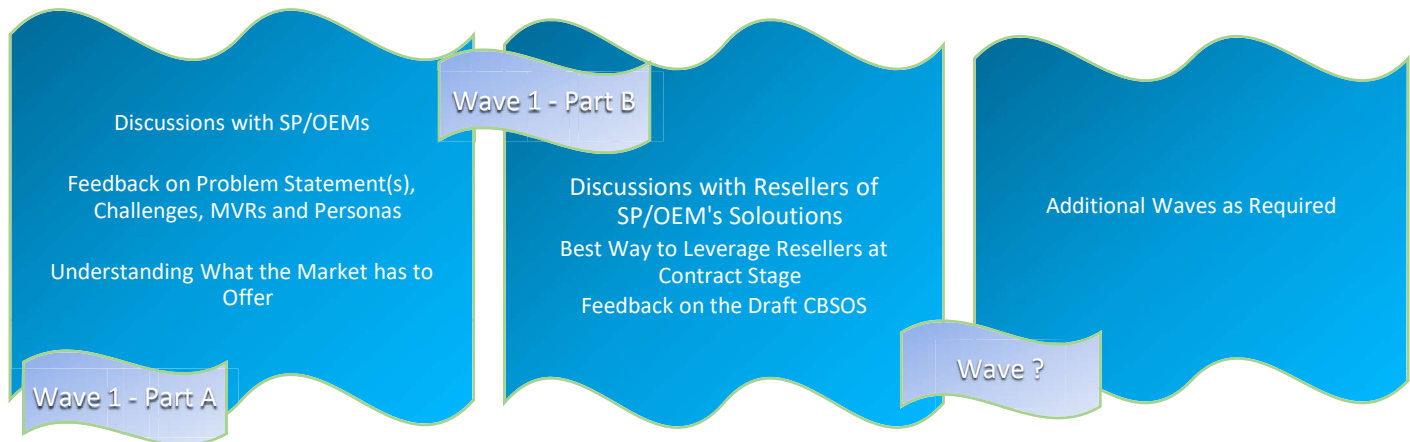 Discussions with SP/OEMs
Feedback on Problem Statement(s),
Challenges, MVRs and Personas
Understanding What the Market has to
Offer
Wave 1 - Part A
Wave 1 - Part B
Discussions with Resellers of
SP/OEM's Soloutions
Best Way to Leverage Resellers at
Contract Stage
Feedback on the Draft CBSOS
Wave ?
Additional Waves as Required